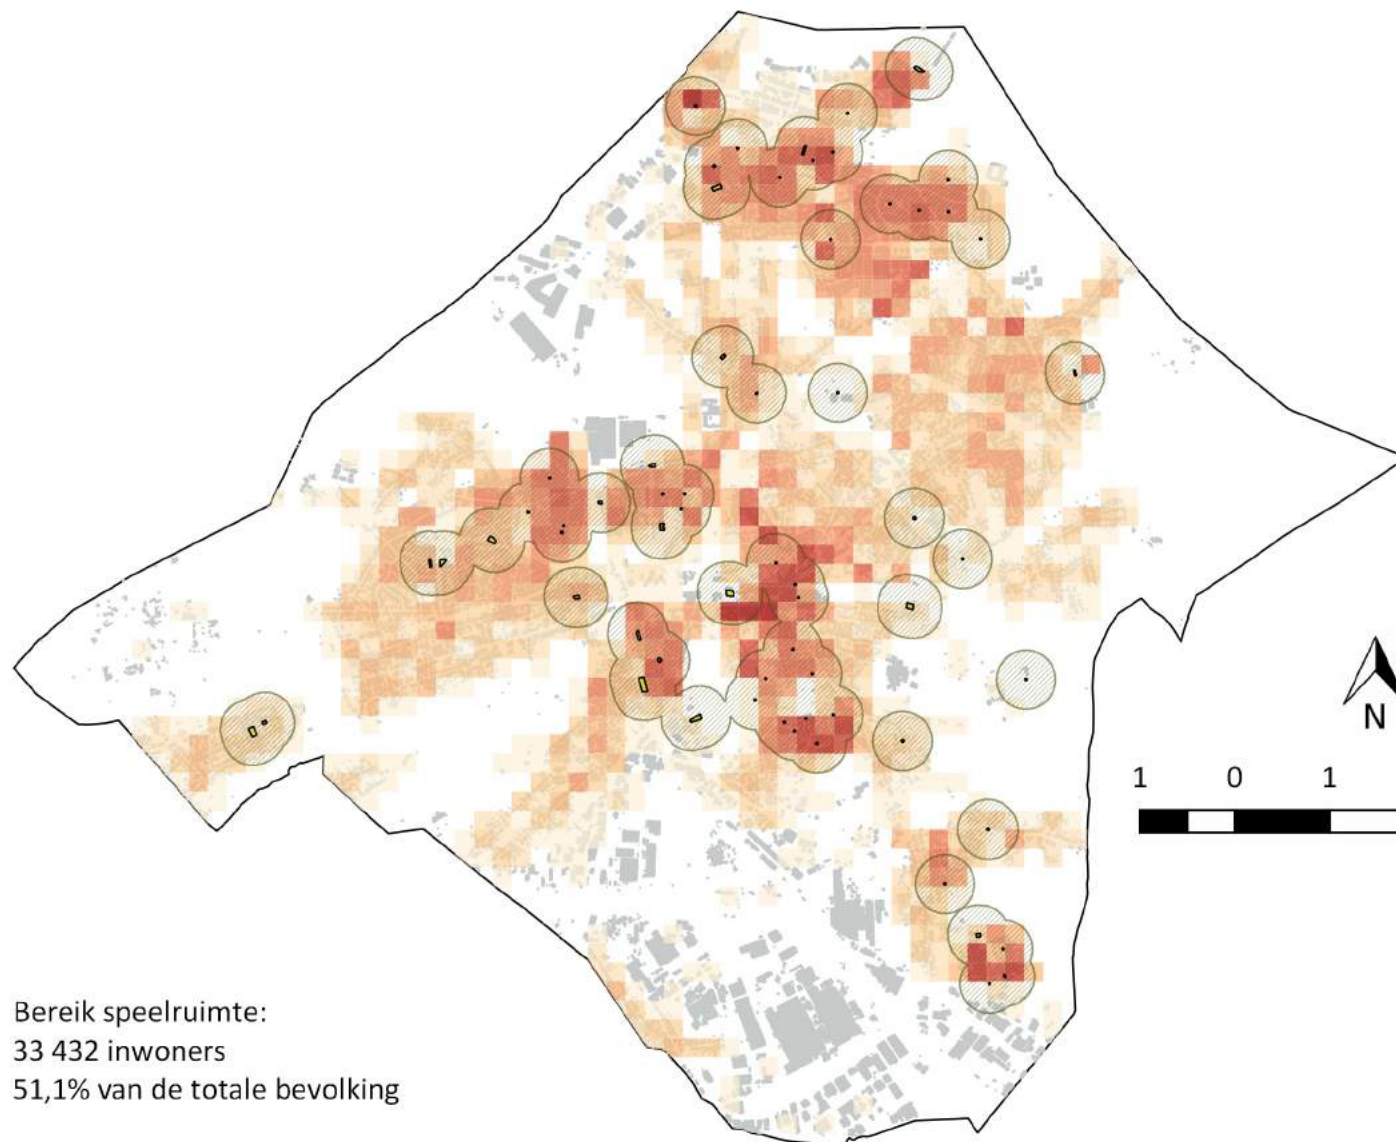 N
1 0 1
Bereik speelruimte:
33 432 inwoners
51,1% van de totale bevolking